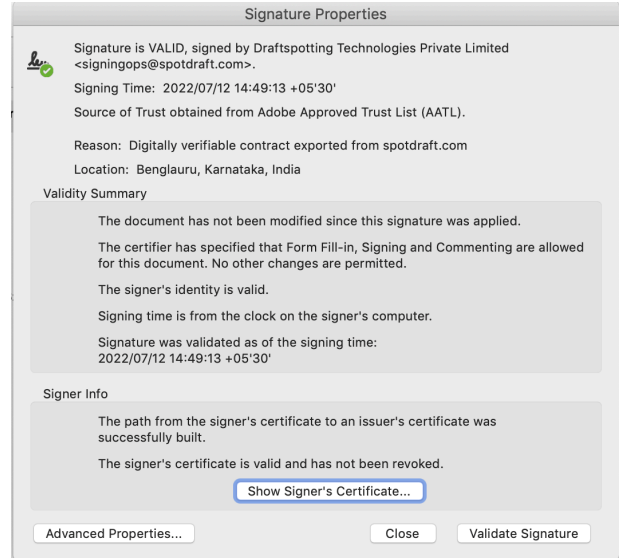 Signature Properties
Signature is VALID, signed by Draftspotting Technologies Private Limited
<signingops@spotdraft.com>.
Signing Time: 2022/07/12 14:49:13 +05'30'
Source of Trust obtained from Adobe Approved Trust List (AATL).
Reason: Digitally verifiable contract exported from spotdraft.com
Location: Benglauru, Karnataka, India
Validity Summary
The document has not been modified since this signature was applied.
The certifier has specified that Form Fill-in, Signing and Commenting are allowed
for this document. No other changes are permitted.
The signer's identity is valid.
Signing time is from the clock on the signer's computer.
Signature was validated as of the signing time:
2022/07/12 14:49:13 +05'30'
Signer Info
The path from the signer's certificate to an issuer's certificate was
successfully built.
The signer's certificate is valid and has not been revoked.
Show Signer's Certificate...
Advanced Properties...
Close
Validate Signature